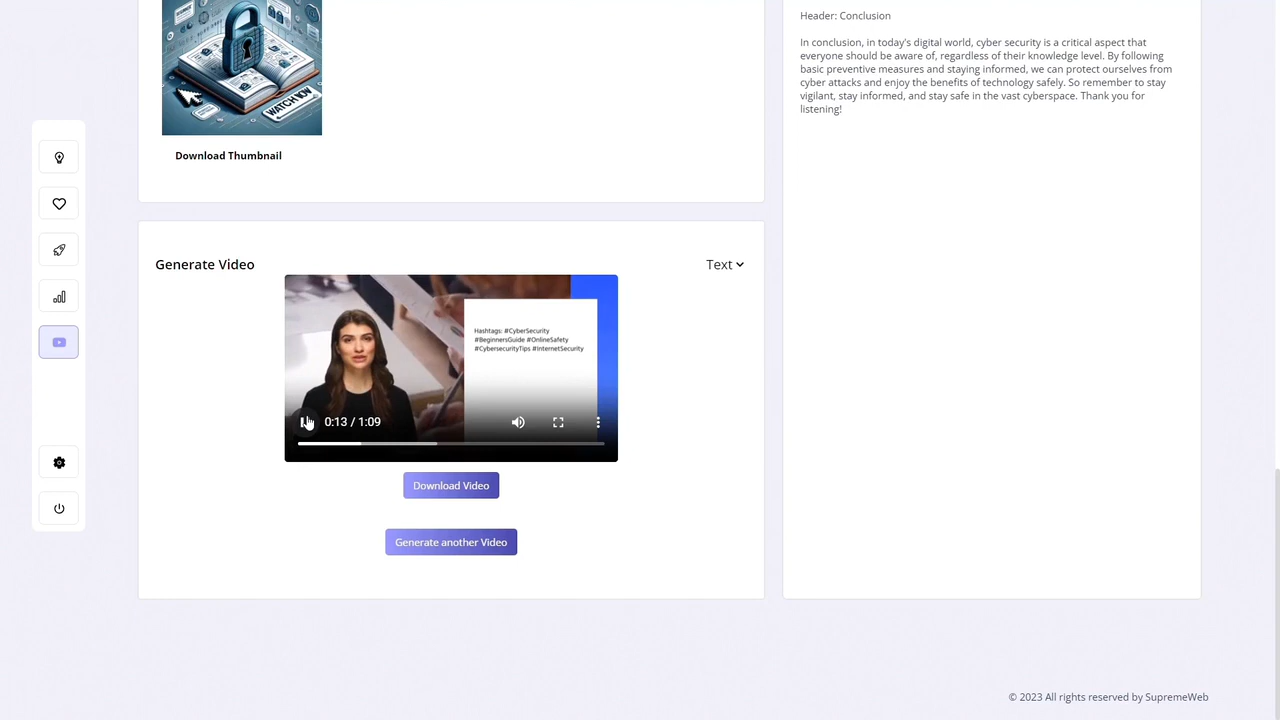 WATCH NOW
Download Thumbnail
Generate Video
Text
Hashtags: #CyberSecurity
#BeginnersGuide #OnlineSafety
#CybersecurityTips #InternetSecurity
0:13 / 1:09
Download Video
Generate another Video
Header: Conclusion
In conclusion, in today's digital world, cyber security is a critical aspect that
everyone should be aware of, regardless of their knowledge level. By following
basic preventive measures and staying informed, we can protect ourselves from
cyber attacks and enjoy the benefits of technology safely. So remember to stay
vigilant, stay informed, and stay safe in the vast cyberspace. Thank you for
listening!
© 2023 All rights reserved by SupremeWeb